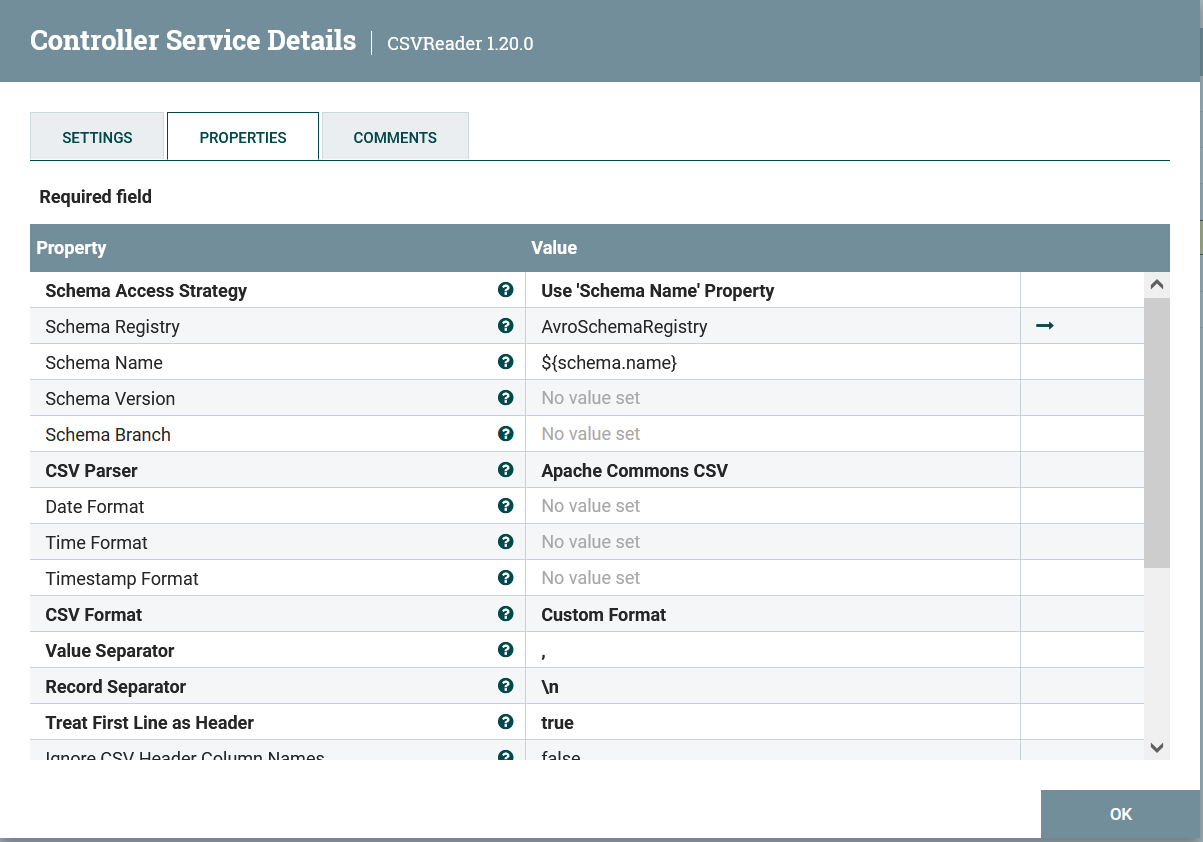 Controller Service Details CSVReader 1.20.0
SETTINGS PROPERTIES COMMENTS
Required field
Property Value
Schema Access Strategy Use 'Schema Name' Property
Schema Registry AvroSchemaRegistry
Schema Name ${schema.name}
Schema Version No value set
Schema Branch No value set
CSV Parser Apache Commons CSV
Date Format No value set
Time Format No value set
Timestamp Format No value set
CSV Format Custom Format
Value Separator ,
Record Separator \n
Treat First Line as Header true
Ignore CSV Header Column Names false
OK